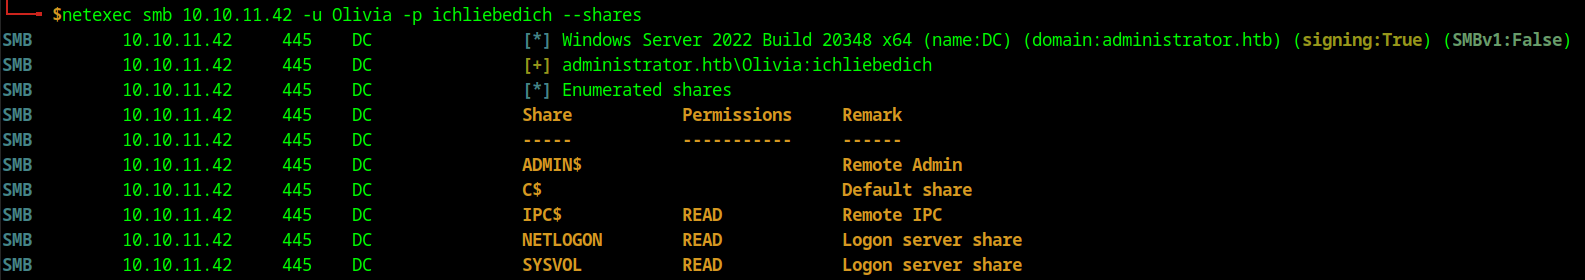 $netexec smb 10.10.11.42 -u Olivia -p ichliebedich --shares
SMB 10.10.11.42 445 DC [*] Windows Server 2022 Build 20348 x64 (name:DC) (domain:administrator.htb) (signing:True) (SMBv1:False)
SMB 10.10.11.42 445 DC [+] administrator.htb\Olivia:ichliebedich
SMB 10.10.11.42 445 DC [*] Enumerated shares
SMB 10.10.11.42 445 DC Share Permissions Remark
SMB 10.10.11.42 445 DC ----- ----------- ------
SMB 10.10.11.42 445 DC ADMIN$ Remote Admin
SMB 10.10.11.42 445 DC C$ Default share
SMB 10.10.11.42 445 DC IPC$ READ Remote IPC
SMB 10.10.11.42 445 DC NETLOGON READ Logon server share
SMB 10.10.11.42 445 DC SYSVOL READ Logon server share